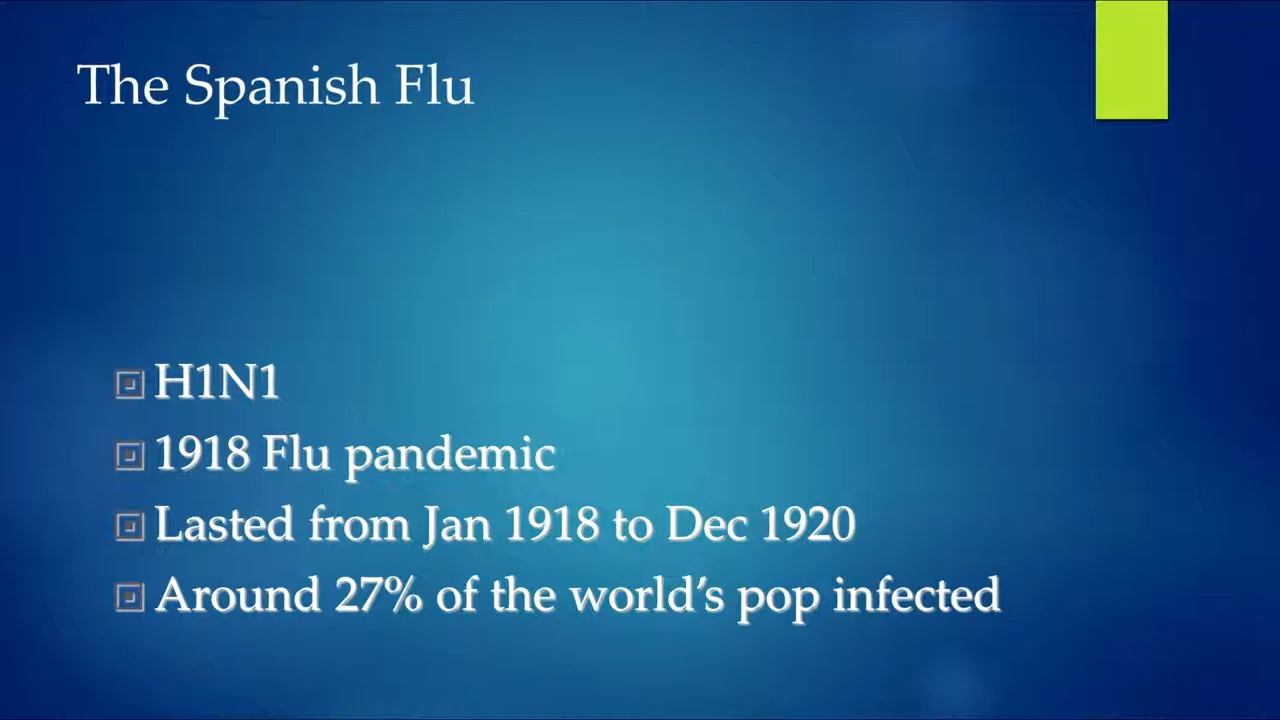 The Spanish Flu
H1N1
1918 Flu pandemic
Lasted from Jan 1918 to Dec 1920
Around 27% of the world’s pop infected